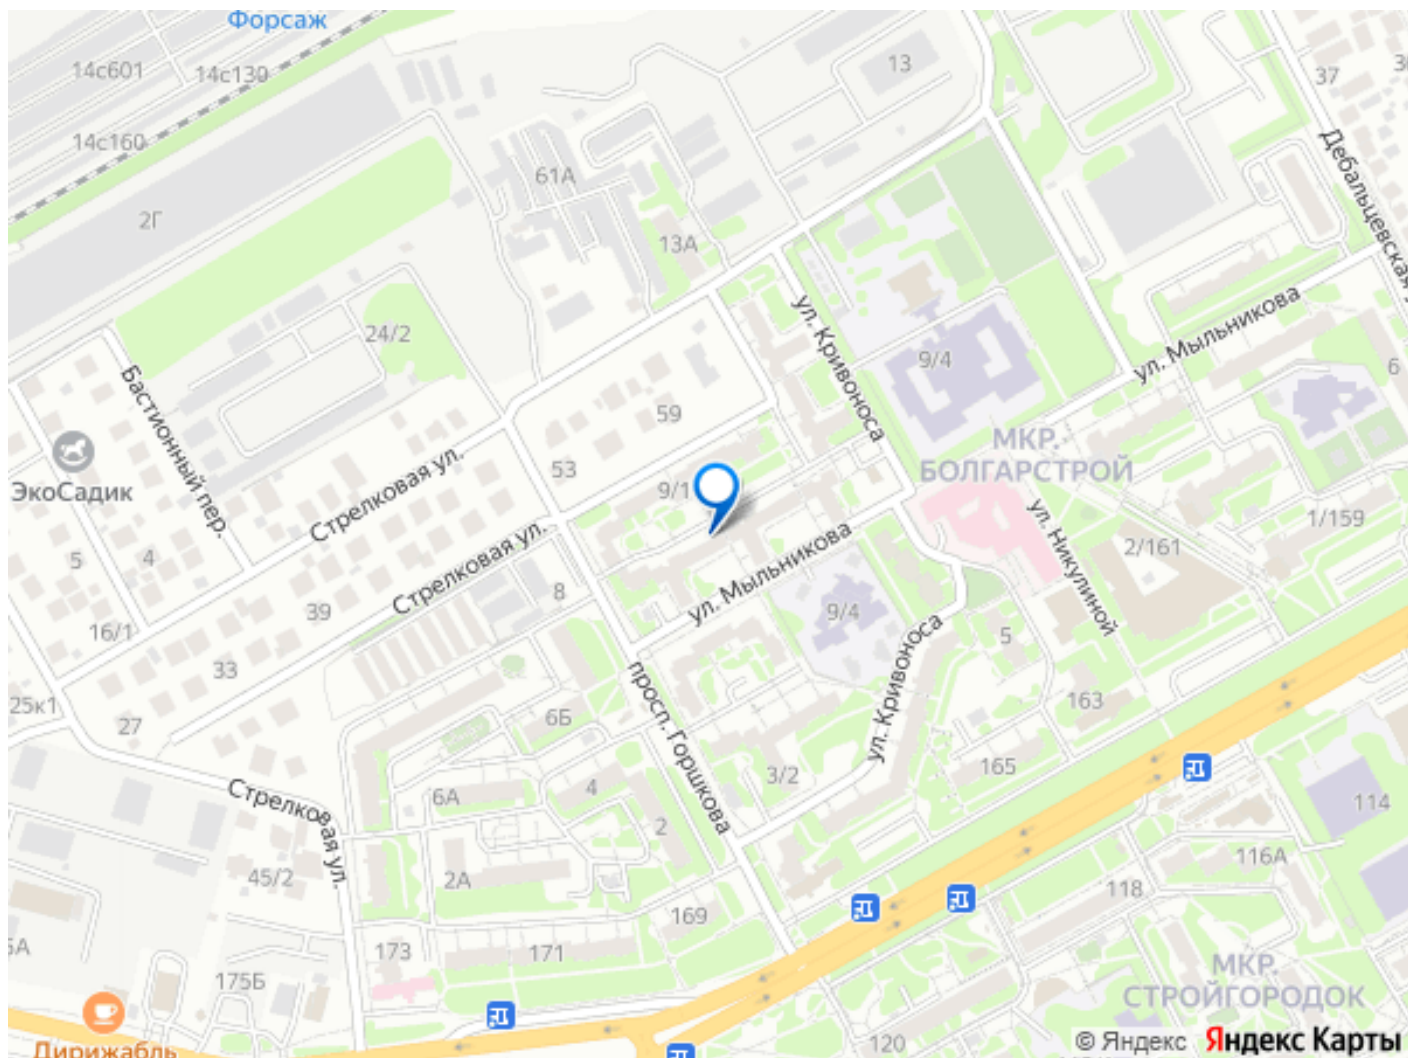 Форсаж
14с601
14с130
13
37
14с160
61А
Дебальцевская
2Г
13А
ул. Кривоноса
ул. Мыльникова
24/2
9/4
6
Бастионный пер.
59
МКР.
БОЛГАРСТРОЙ
ЭкоСадик
Стрелковая ул.
53
9/1
ул. Никулиной
1/159
5
4
Стрелковая ул.
8
ул. Мыльникова
2/161
16/1
39
9/4
5
33
ул. Кривоноса
163
25к1
27
6Б
просп. Горшкова
3/2
165
Стрелковая ул.
6А
4
2
114
45/2
2А
116А
118
169
173
171
175Б
МКР.
СТРОЙГОРОДОК
Дирижабль
120
© Яндекс Яндекс Карты